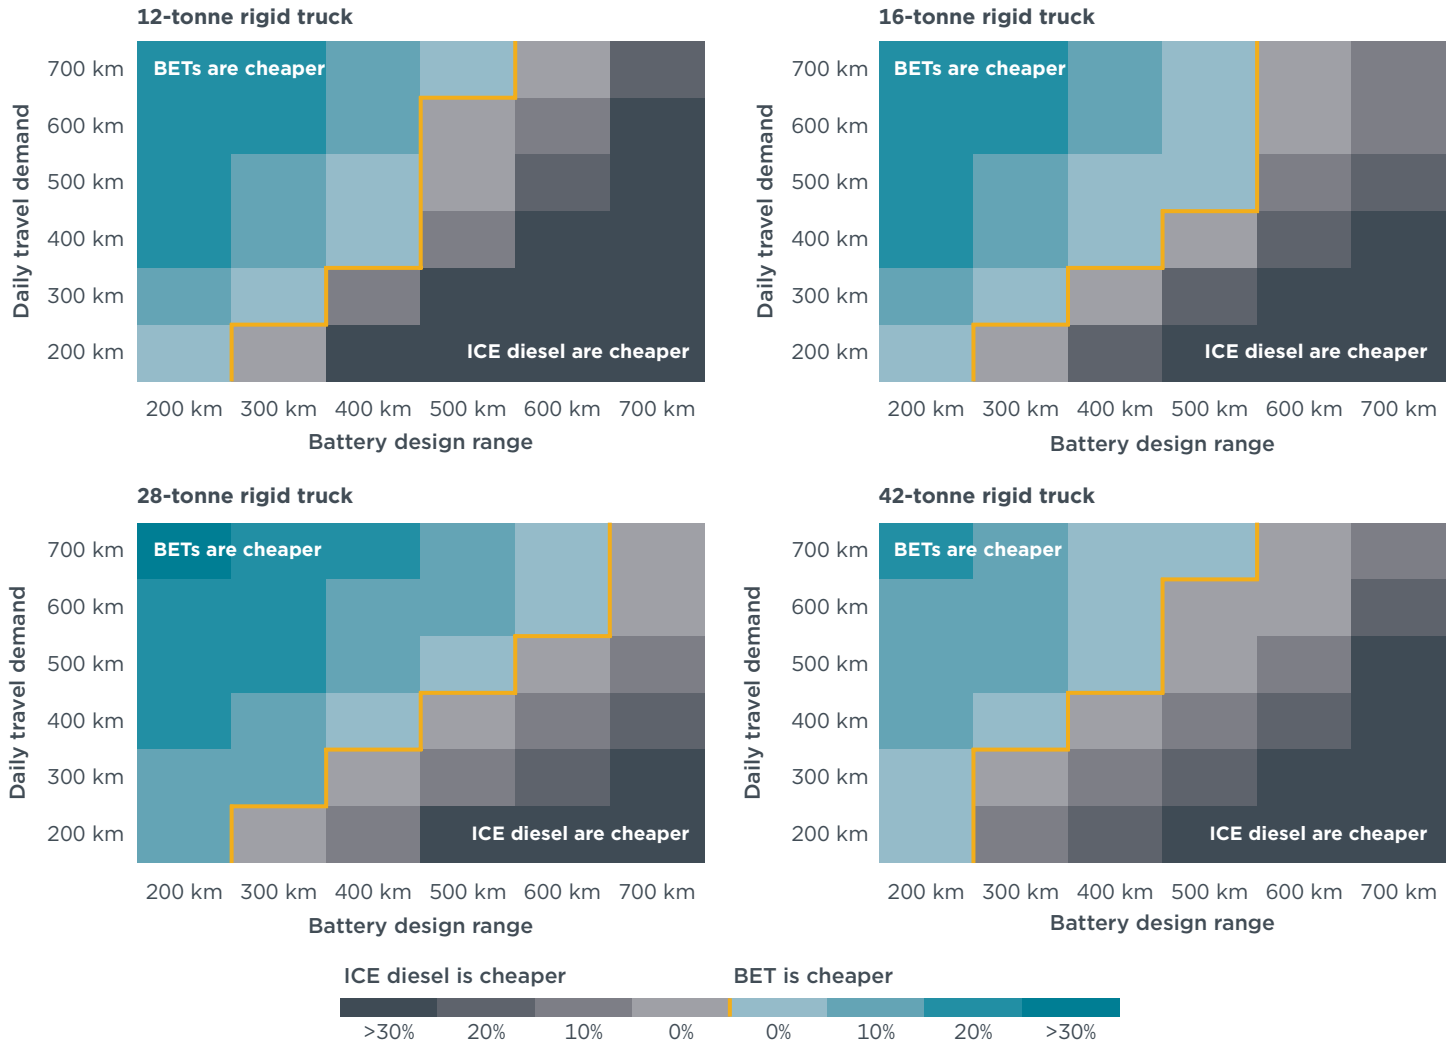 12-tonne rigid truck
BETs are cheaper
ICE diesel are cheaper
Daily travel demand
700 km
600 km
500 km
400 km
300 km
200 km
200 km 300 km 400 km 500 km 600 km 700 km
Battery design range
16-tonne rigid truck
BETs are cheaper
ICE diesel are cheaper
Daily travel demand
700 km
600 km
500 km
400 km
300 km
200 km
200 km 300 km 400 km 500 km 600 km 700 km
Battery design range
28-tonne rigid truck
BETs are cheaper
ICE diesel are cheaper
Daily travel demand
700 km
600 km
500 km
400 km
300 km
200 km
200 km 300 km 400 km 500 km 600 km 700 km
Battery design range
42-tonne rigid truck
BETs are cheaper
ICE diesel are cheaper
Daily travel demand
700 km
600 km
500 km
400 km
300 km
200 km
200 km 300 km 400 km 500 km 600 km 700 km
Battery design range
ICE diesel is cheaper BET is cheaper
>30% 20% 10% 0% 0% 10% 20% >30%